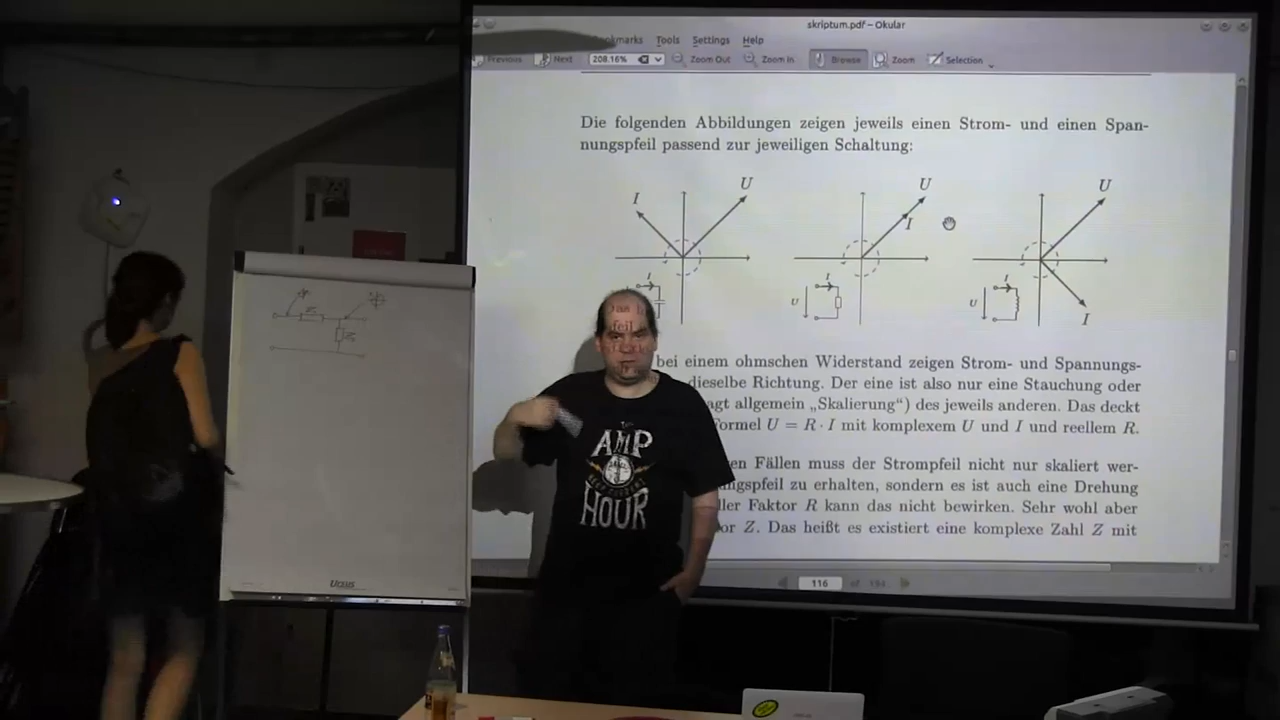 skriptum.pdf – Okular
Tools Settings Help
Previous Next 208.16% Zoom Out Zoom In Browse Zoom Selection
Die folgenden Abbildungen zeigen jeweils einen Strom- und einen Span-
nungspfeil passend zur jeweiligen Schaltung:
I U U I U I
I U I U I
bei einem ohmschen Widerstand zeigen Strom- und Spannungs-
dieselbe Richtung. Der eine ist also nur eine Stauchung oder
agt allgemein „Skalierung“) des jeweils anderen. Das deckt
Formel U = R · I mit komplexem U und I und reellem R.
en Fällen muss der Strompfeil nicht nur skaliert wer-
ngspfeil zu erhalten, sondern es ist auch eine Drehung
ller Faktor R kann das nicht bewirken. Sehr wohl aber
or Z. Das heißt es existiert eine komplexe Zahl Z mit
116 of 194
THE
AMP
HOUR